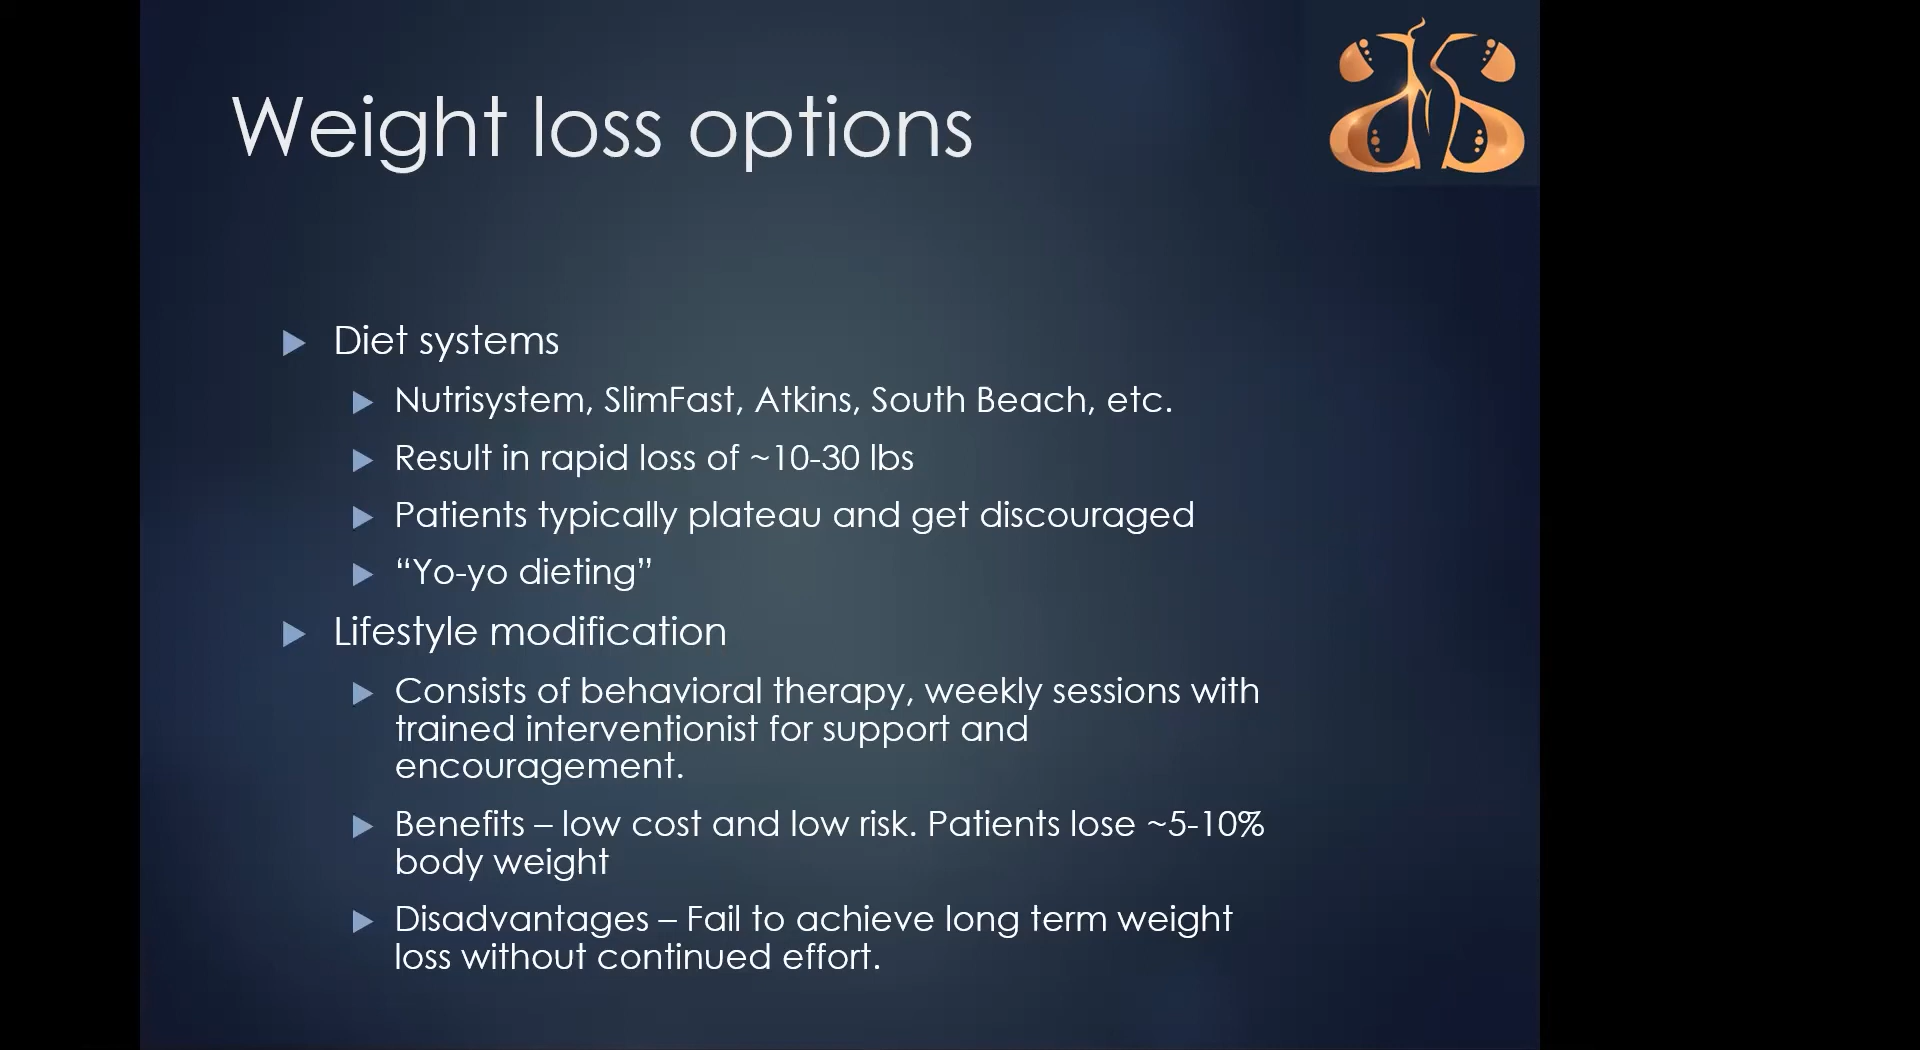 Weight loss options
Diet systems
Nutrisystem, SlimFast, Atkins, South Beach, etc.
Result in rapid loss of ~10-30 lbs
Patients typically plateau and get discouraged
“Yo-yo dieting”
Lifestyle modification
Consists of behavioral therapy, weekly sessions with
trained interventionist for support and
encouragement.
Benefits – low cost and low risk. Patients lose ~5-10%
body weight
Disadvantages – Fail to achieve long term weight
loss without continued effort.